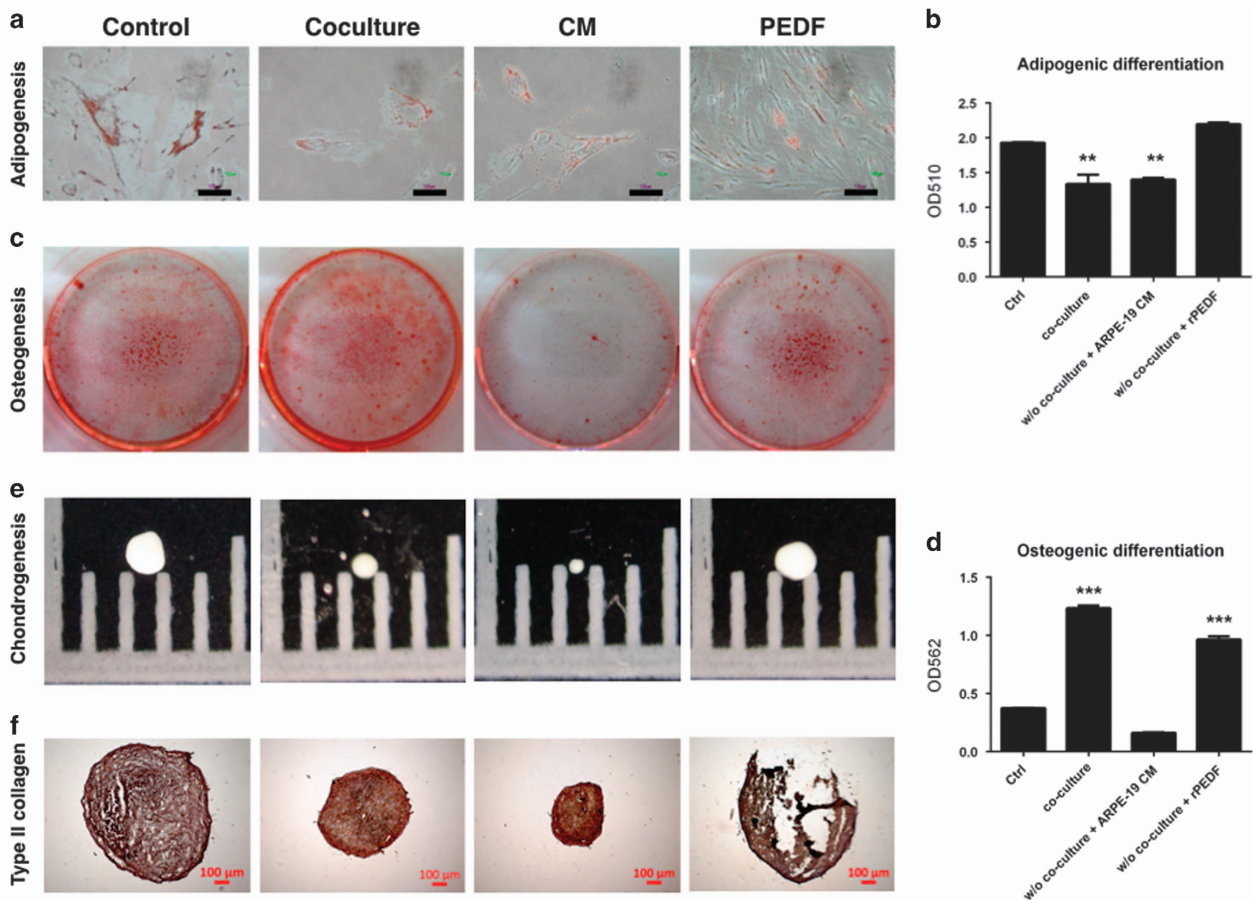 a
Control
Coculture
CM
PEDF
Adipogenesis
b
Adipogenic differentiation
OD510
2.5
2.0
1.5
1.0
0.5
0.0
**
**
Ctrl
co-culture
w/o co-culture + ARPE-19 CM
w/o co-culture + rPEDF
c
Osteogenesis
e
Chondrogenesis
d
Osteogenic differentiation
OD562
1.5
1.0
0.5
0.0
***
***
Ctrl
co-culture
w/o co-culture + ARPE-19 CM
w/o co-culture + rPEDF
f
Type II collagen
100 µm
100 µm
100 µm
100 µm